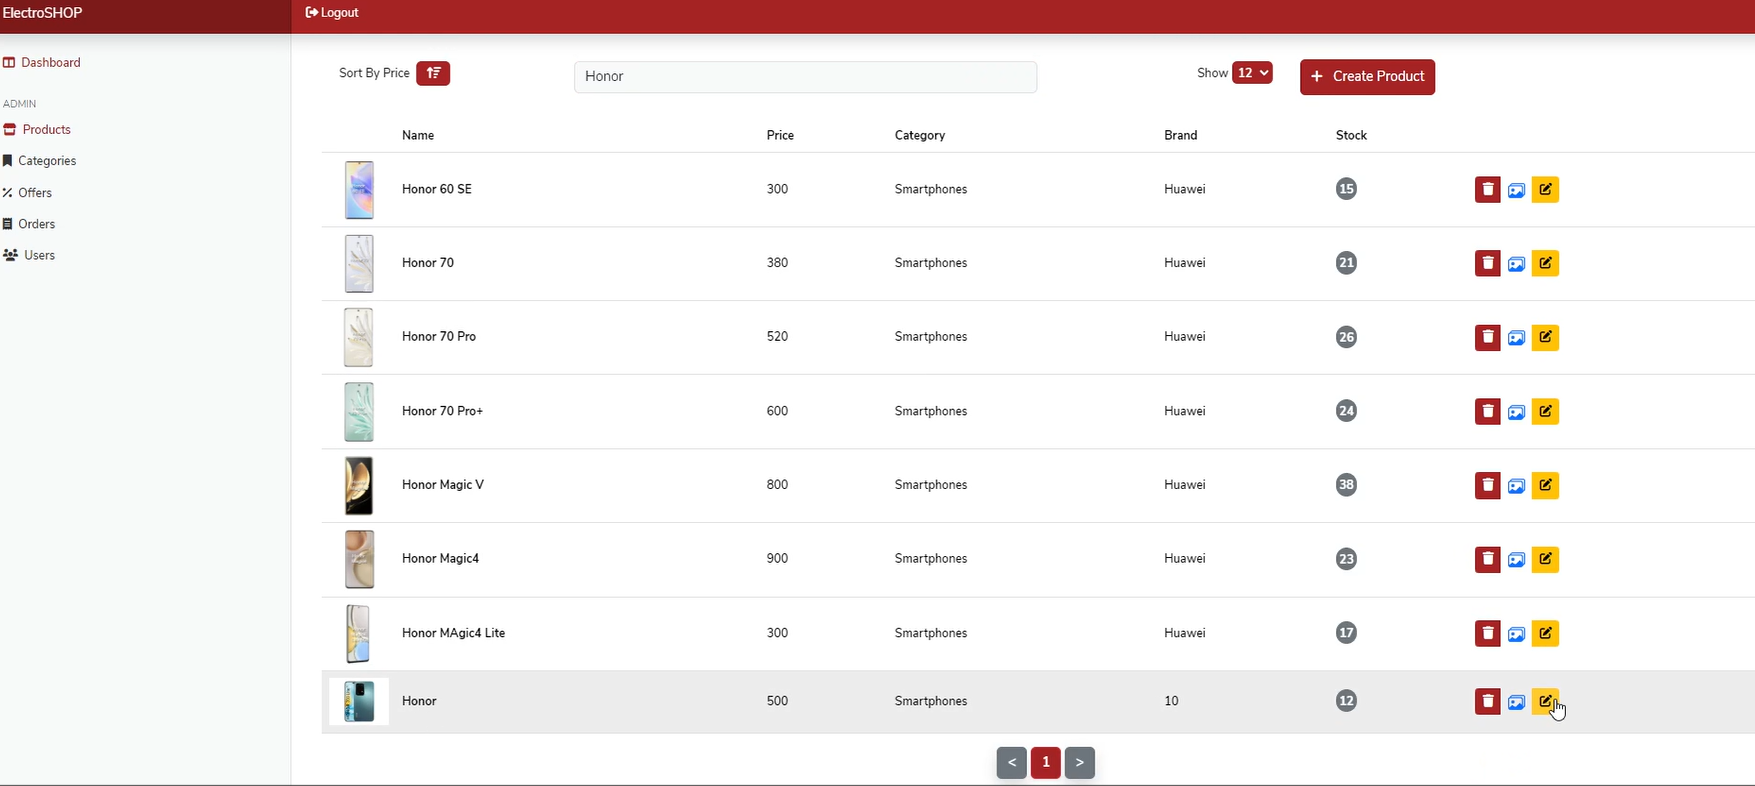 ElectroSHOP
Logout
Dashboard
ADMIN
Products
Categories
Offers
Orders
Users
Sort By Price
Honor
Show 12
+ Create Product
Name Price Category Brand Stock
Honor 60 SE 300 Smartphones Huawei 15
Honor 70 380 Smartphones Huawei 21
Honor 70 Pro 520 Smartphones Huawei 26
Honor 70 Pro+ 600 Smartphones Huawei 24
Honor Magic V 800 Smartphones Huawei 38
Honor Magic4 900 Smartphones Huawei 23
Honor MAgic4 Lite 300 Smartphones Huawei 17
Honor 500 Smartphones 10 12
< 1 >